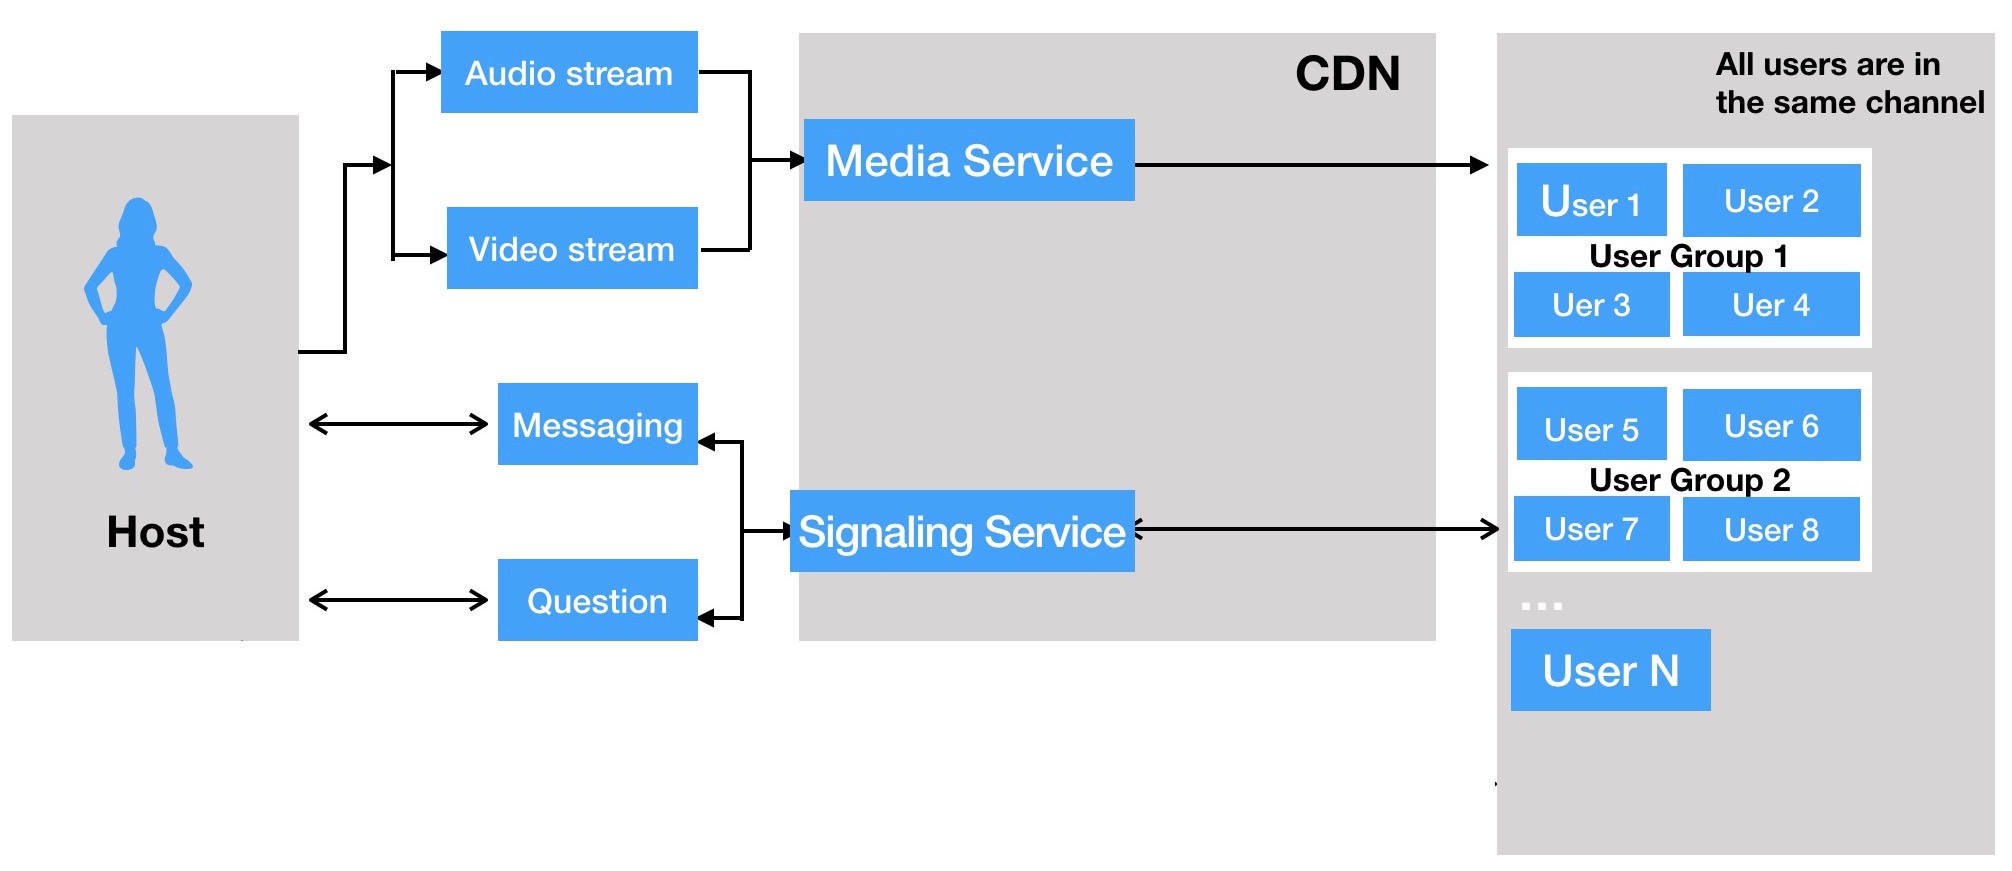 Audio stream
CDN
All users are in
the same channel
Media Service
User 1
User 2
Video stream
User Group 1
Uer 3
Uer 4
Messaging
User 5
User 6
User Group 2
Host
Signaling Service
User 7
User 8
Question
...
User N